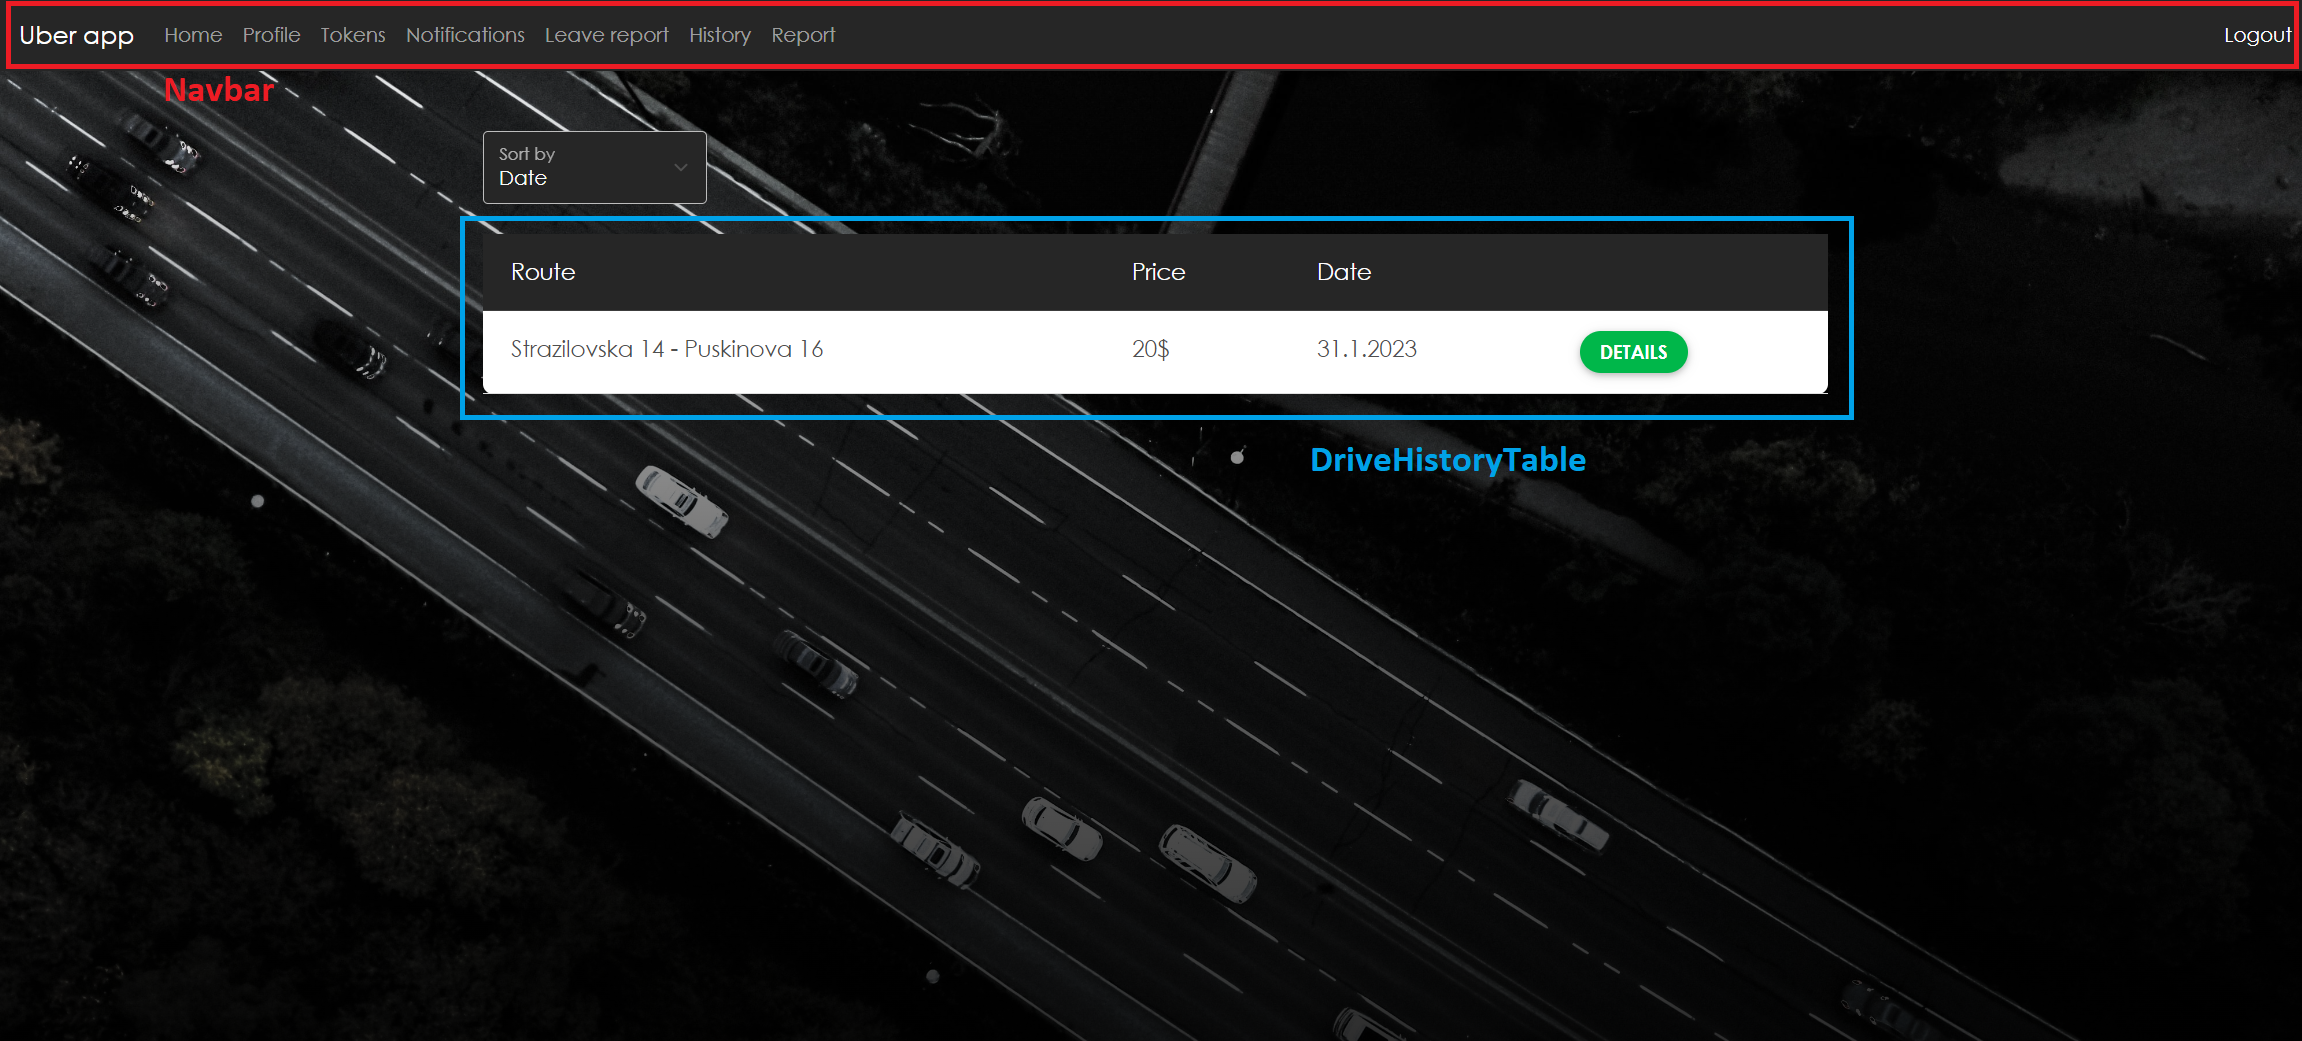 Uber app Home Profile Tokens Notifications Leave report History Report Logout
Navbar
Sort by
Date
Route Price Date
Strazilovska 14 - Puskinova 16 20$ 31.1.2023 DETAILS
DriveHistoryTable